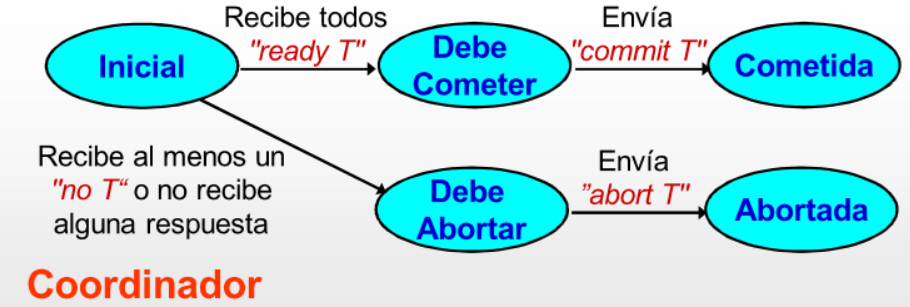 Recibe todos
"ready T"
Envía
"commit T"
Inicial
Debe
Cometer
Cometida
Recibe al menos un
"no T“ o no recibe
alguna respuesta
Envía
”abort T"
Debe
Abortar
Abortada
Coordinador